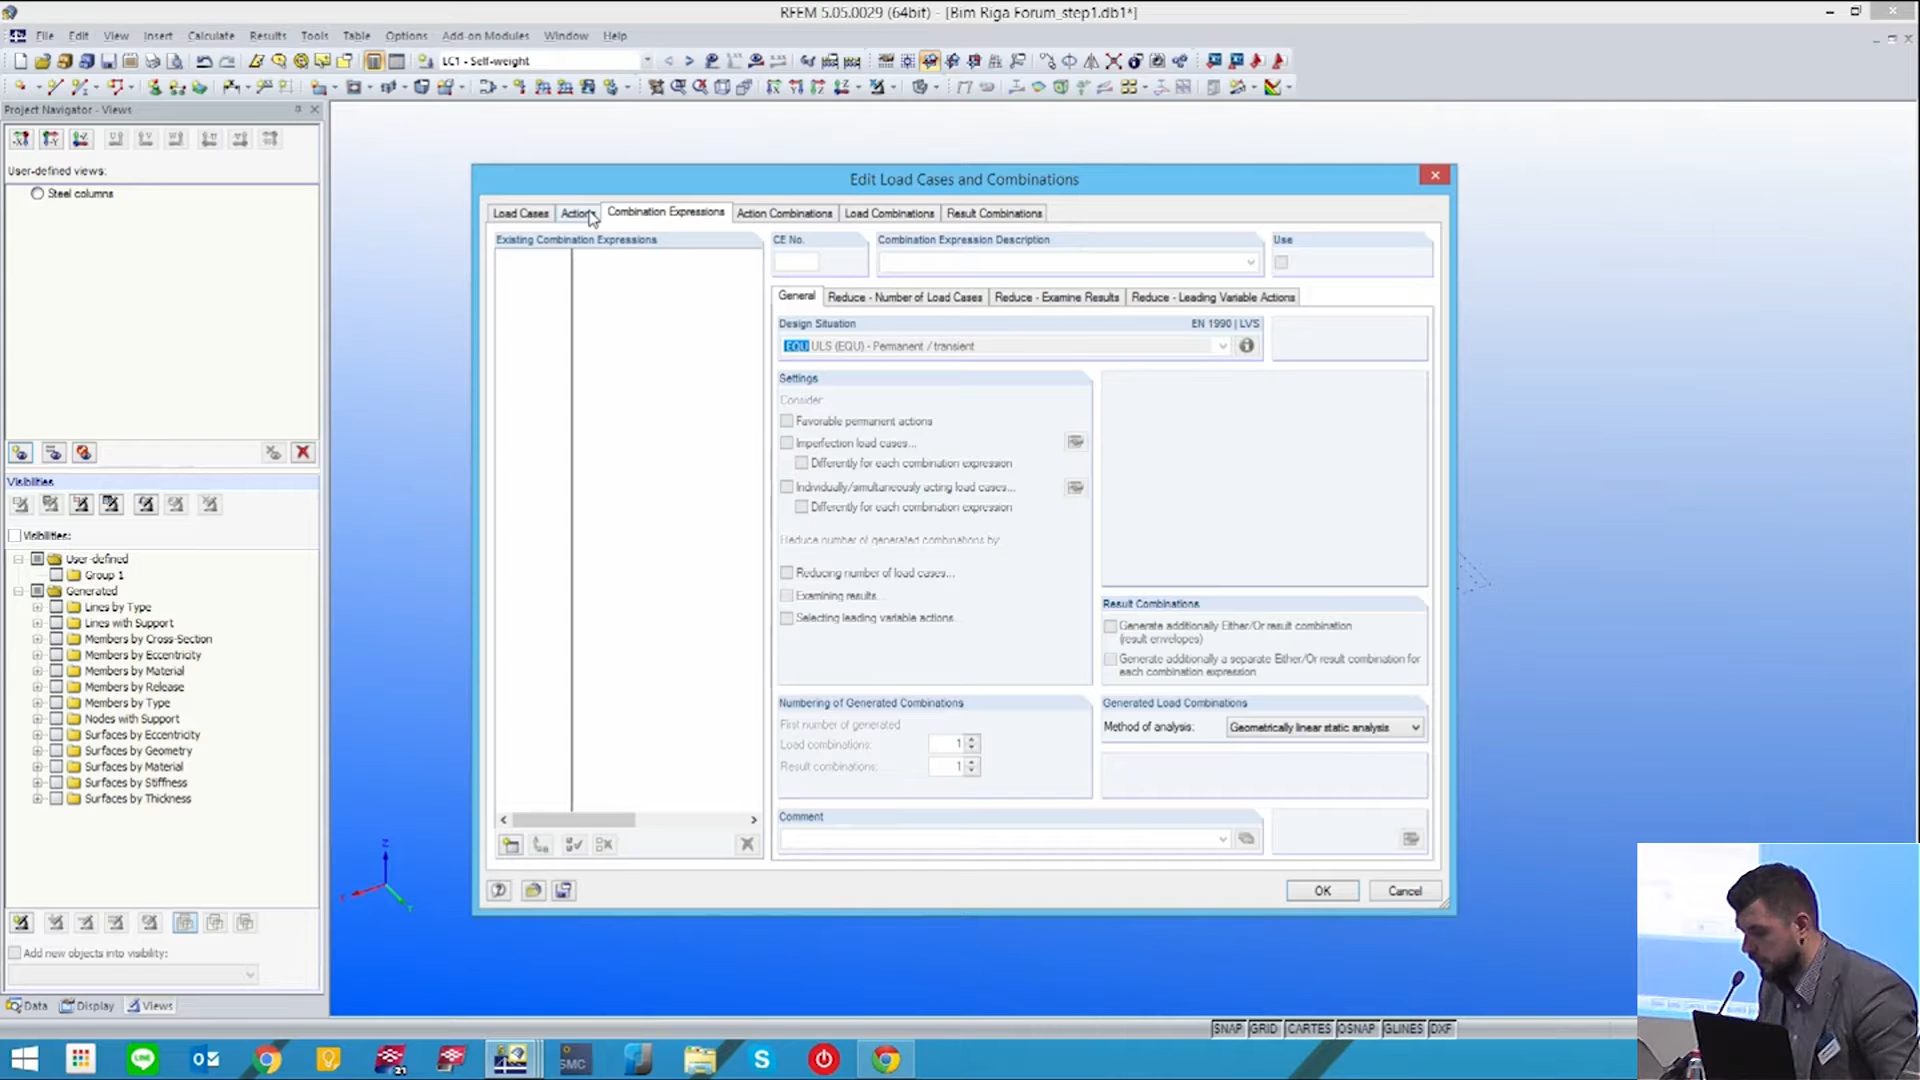 RFEM 5.05.0029 (64bit) - [Bim Riga Forum_step1.db1*]
File Edit View Insert Calculate Results Tools Table Options Add-on Modules Window Help
LC1 - Self-weight
Project Navigator - Views
User-defined views:
Steel columns
Visibilities
Visibilities:
User-defined
Group 1
Generated
Lines by Type
Lines with Support
Members by Cross-Section
Members by Eccentricity
Members by Material
Members by Release
Members by Type
Nodes with Support
Surfaces by Eccentricity
Surfaces by Geometry
Surfaces by Material
Surfaces by Stiffness
Surfaces by Thickness
Add new objects into visibility:
Data Display Views
Edit Load Cases and Combinations
Load Cases Actions Combination Expressions Action Combinations Load Combinations Result Combinations
Existing Combination Expressions
CE No.
Combination Expression Description
Use
General Reduce - Number of Load Cases Reduce - Examine Results Reduce - Leading Variable Actions
Design Situation EN 1990 | LVS
EQU ULS (EQU) - Permanent / transient
Settings
Consider:
Favorable permanent actions
Imperfection load cases...
Differently for each combination expression
Individually/simultaneously acting load cases...
Differently for each combination expression
Reduce number of generated combinations by:
Reducing number of load cases...
Examining results...
Selecting leading variable actions...
Result Combinations
Generate additionally Either/Or result combination
(result envelopes)
Generate additionally a separate Either/Or result combination for
each combination expression
Numbering of Generated Combinations
First number of generated
Load combinations: 1
Result combinations: 1
Generated Load Combinations
Method of analysis: Geometrically linear static analysis
Comment
OK Cancel
SNAP GRID CARTES OSNAP GLINES DXF
LINE
21
SMC